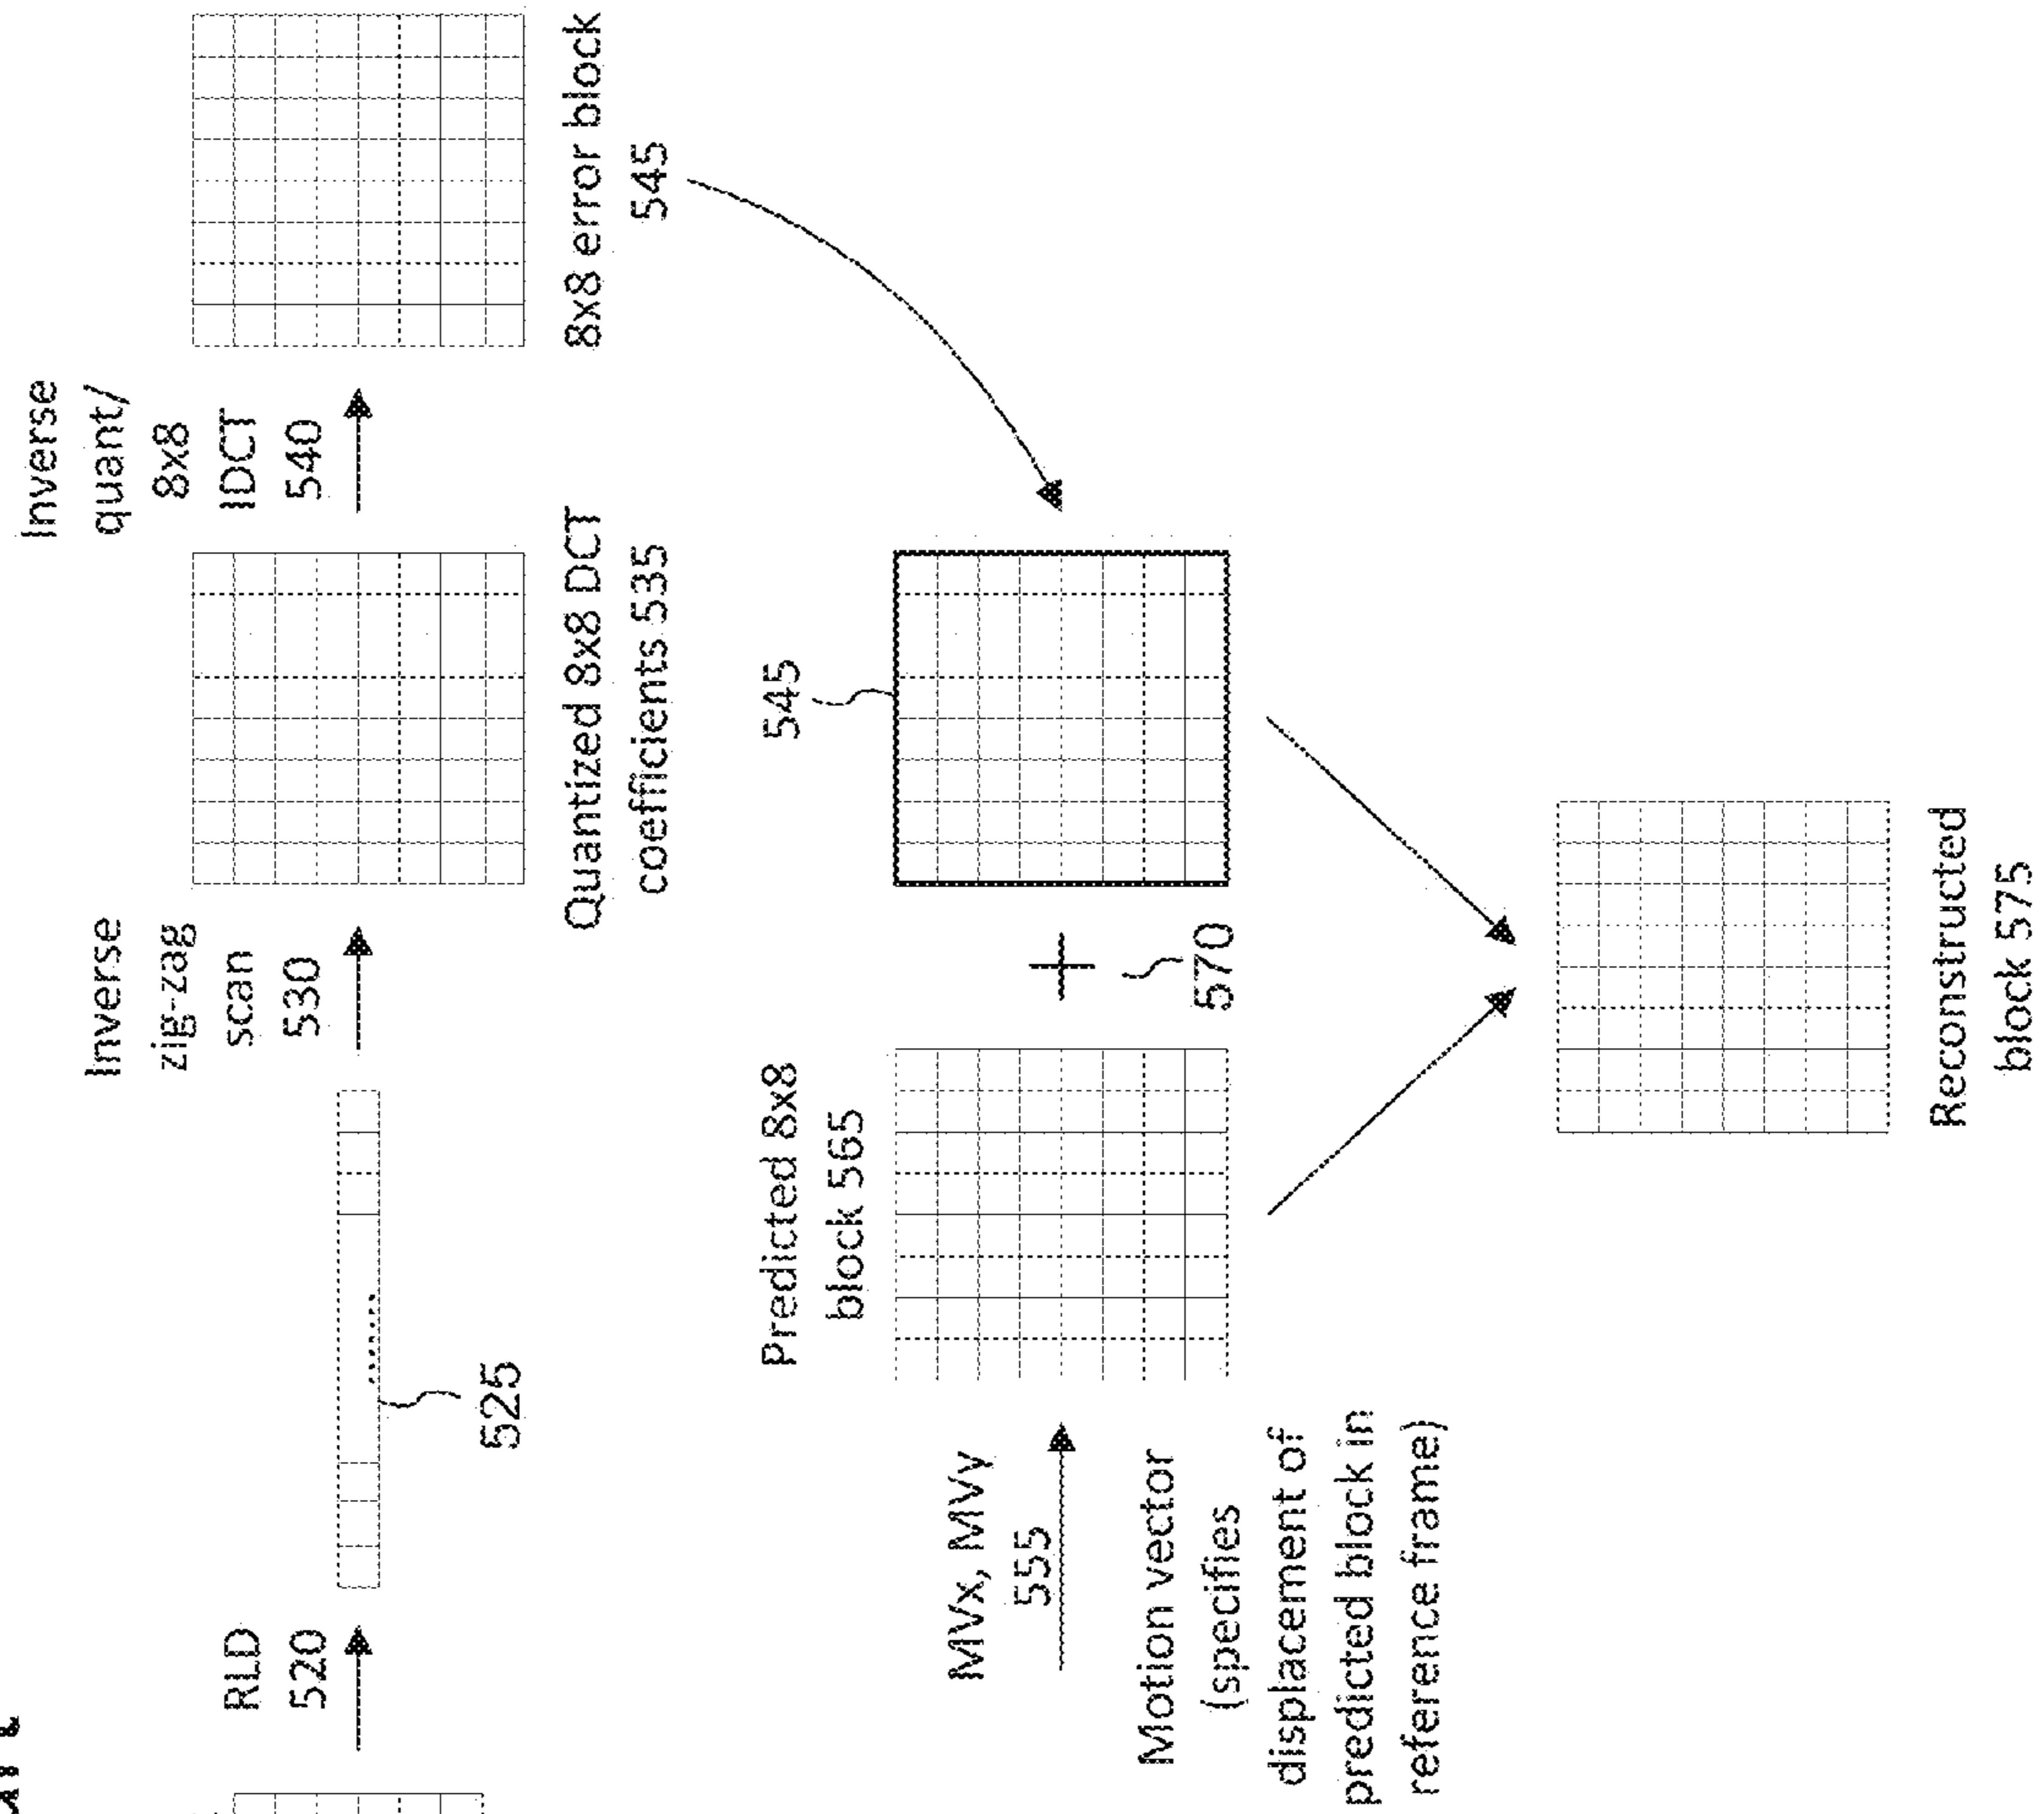 RLD
520
525
Inverse
zig-zag
scan
530
Quantized 8x8 DCT
coefficients 535
Inverse
quant/
8x8
IDCT
540
8x8 error block
545
MVx, MVy
555
Motion vector
(specifies
displacement of
predicted block in
reference frame)
Predicted 8x8
block 565
+
570
545
Reconstructed
block 575